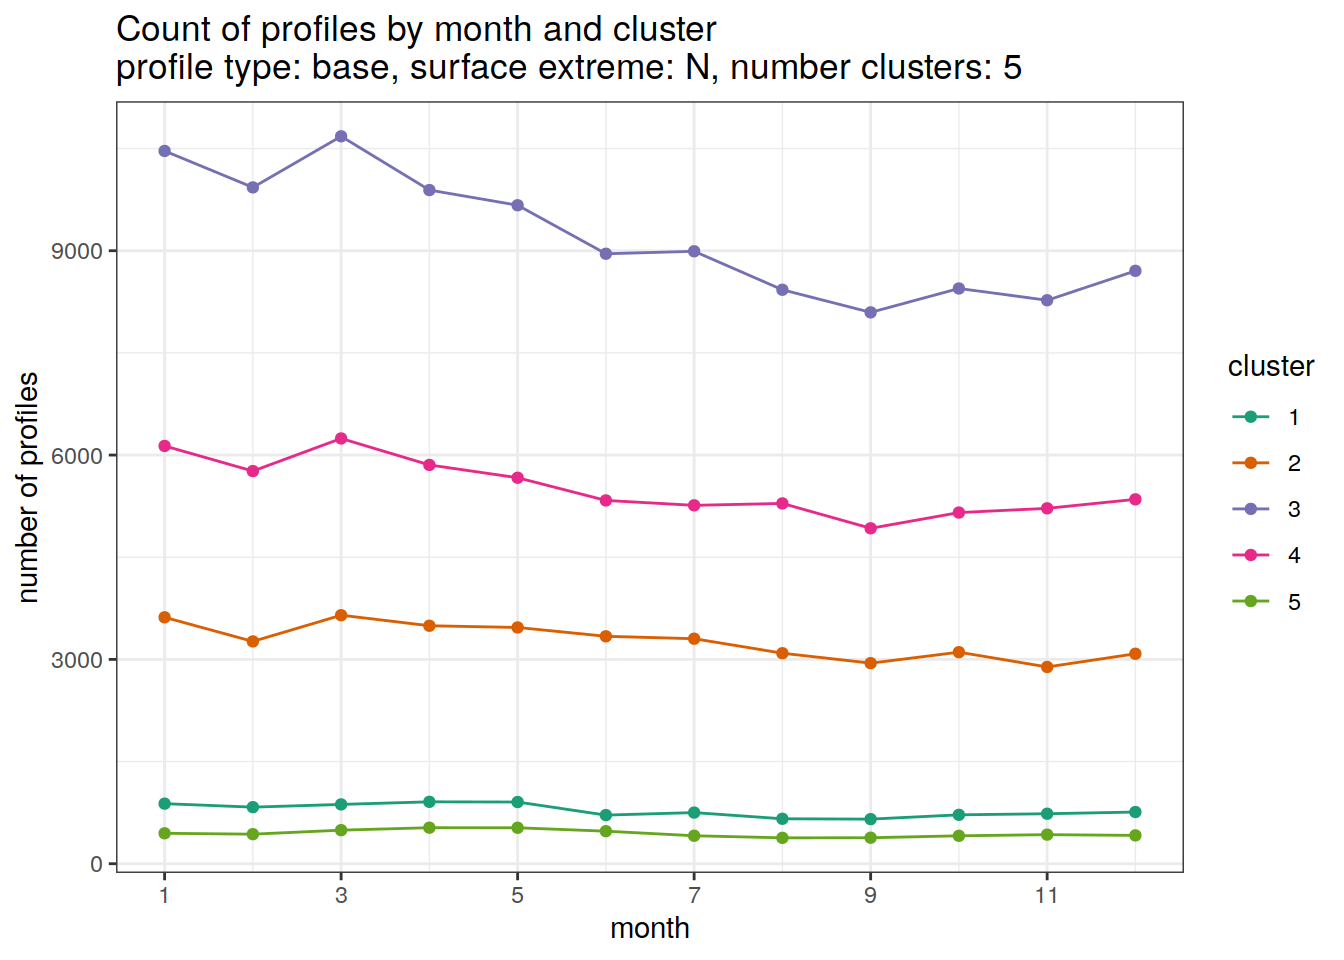 Count of profiles by month and cluster
profile type: base, surface extreme: N, number clusters: 5
number of profiles
9000
6000
3000
0
1 3 5 7 9 11
month
cluster
1
2
3
4
5